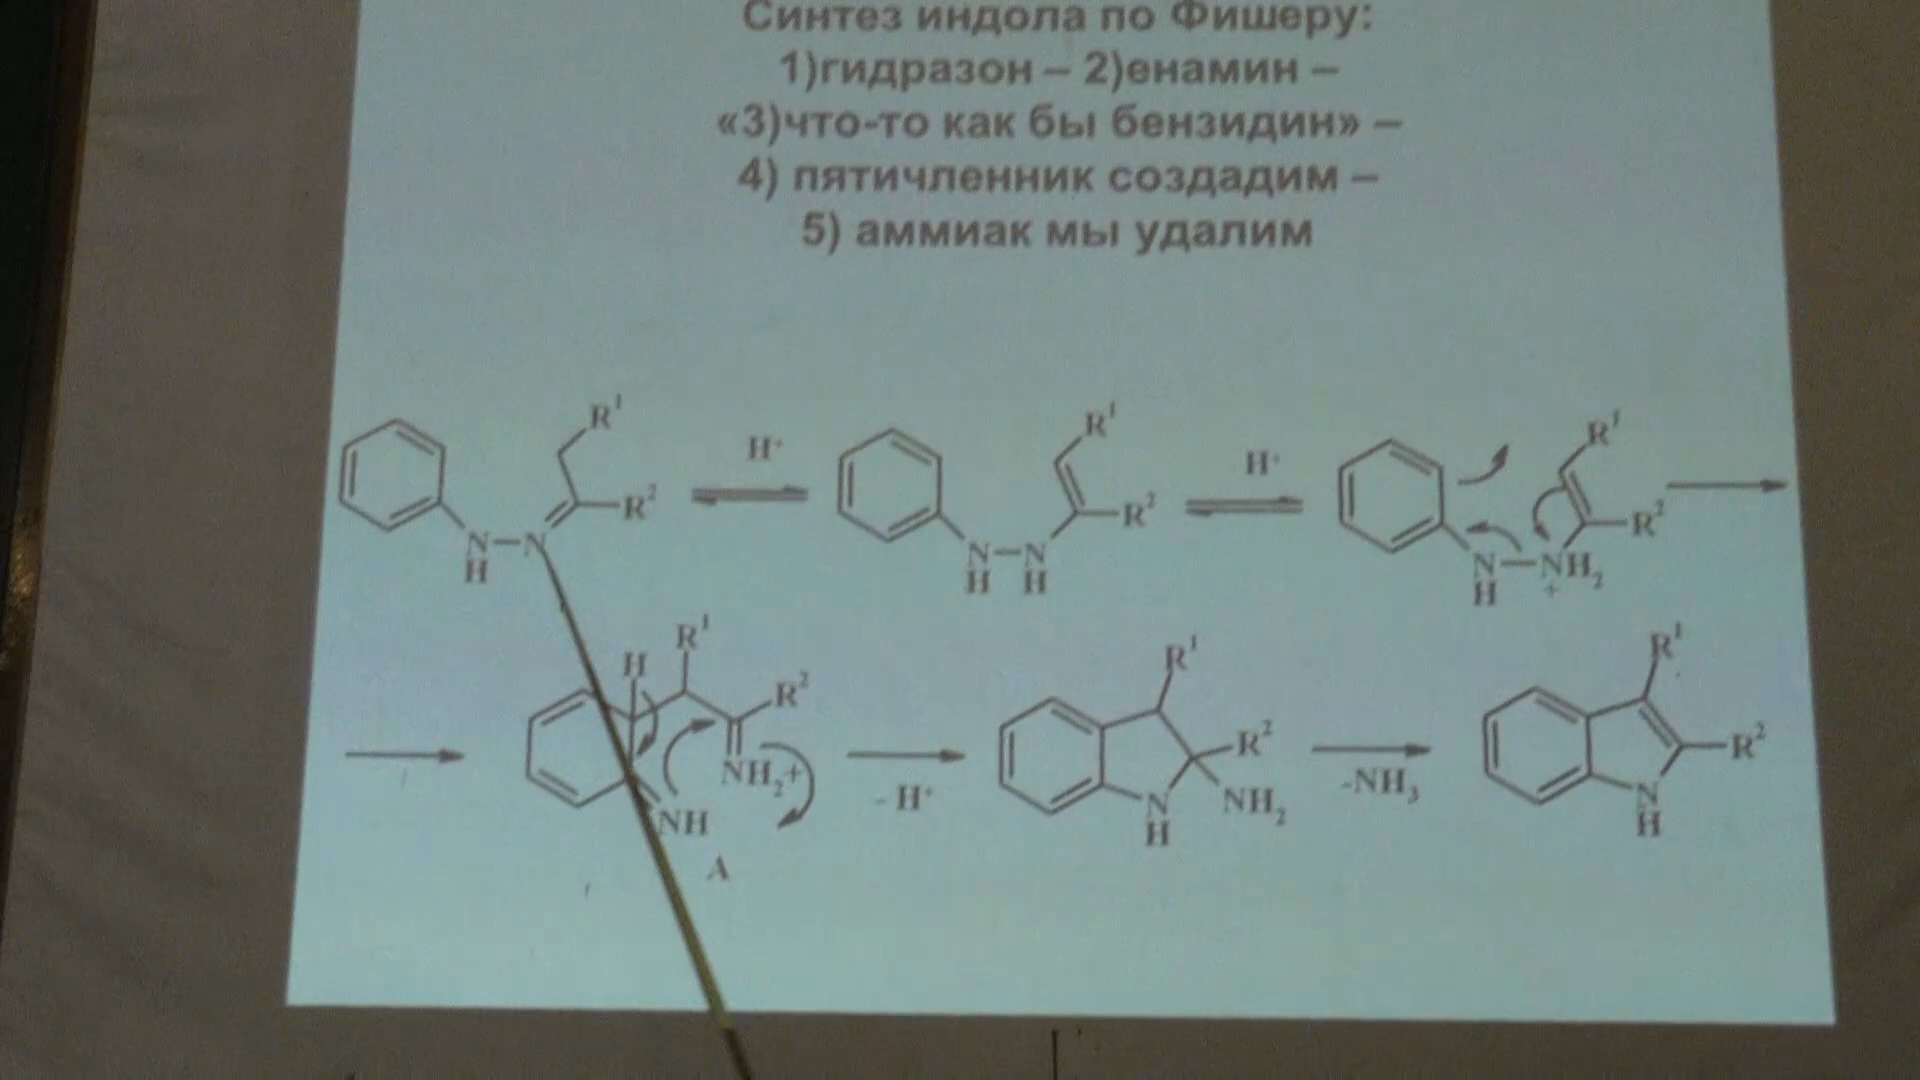 Синтез индола по Фишеру:
1)гидразон – 2)енамин –
«3)что-то как бы бензидин» –
4) пятичленник создадим –
5) аммиак мы удалим
R¹
R²
N
H
N
H⁺
R¹
R²
N
H
N
H
H⁺
R¹
R²
N
H
NH₂
+
H
R¹
R²
NH₂+
NH
A
- H⁺
R¹
R²
N
H
NH₂
-NH₃
R¹
R²
N
H